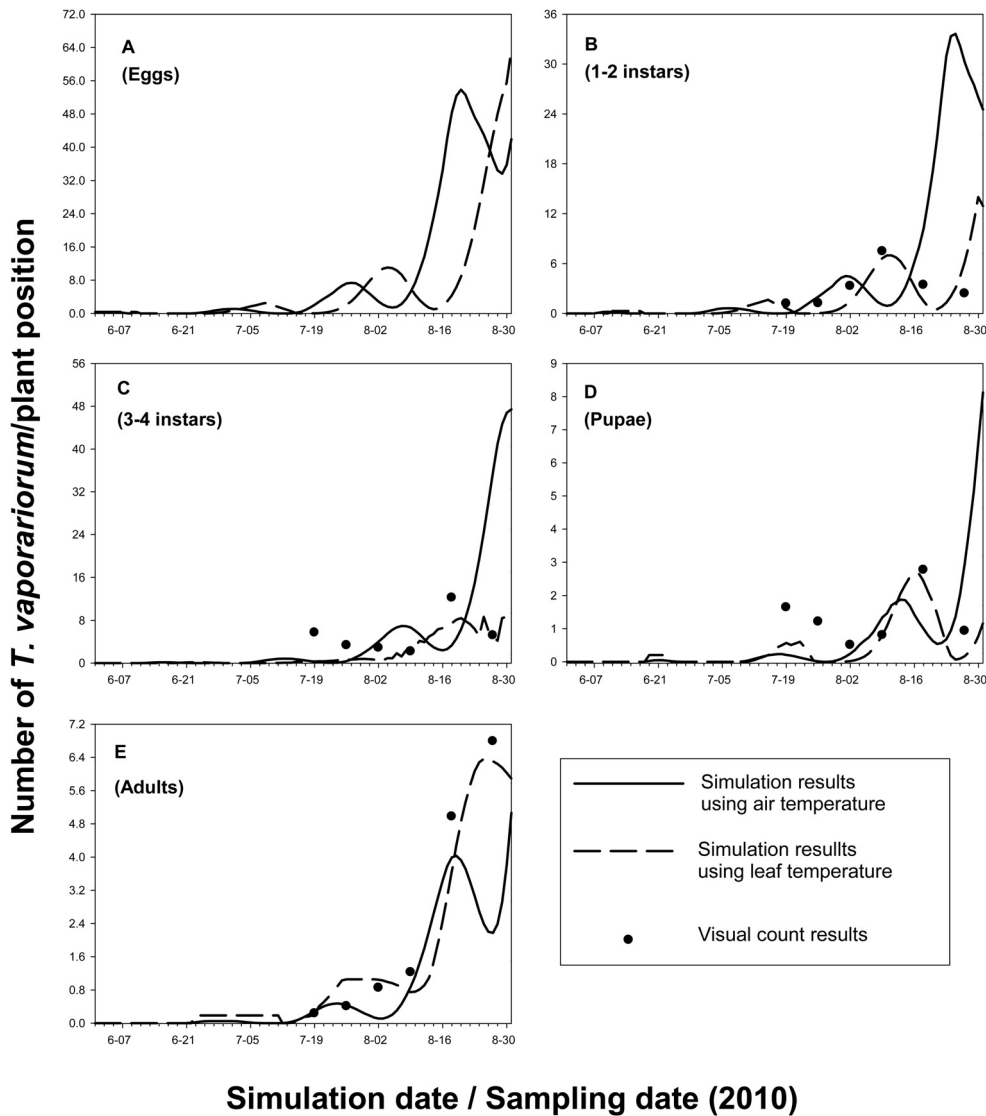 Number of T. vaporariorum/plant position
A
(Eggs)
72.0
64.0
56.0
48.0
40.0
32.0
24.0
16.0
8.0
0.0
6-07 6-21 7-05 7-19 8-02 8-16 8-30
B
(1-2 instars)
36
30
24
18
12
6
0
6-07 6-21 7-05 7-19 8-02 8-16 8-30
C
(3-4 instars)
56
48
40
32
24
16
8
0
6-07 6-21 7-05 7-19 8-02 8-16 8-30
D
(Pupae)
9
8
7
6
5
4
3
2
1
0
6-07 6-21 7-05 7-19 8-02 8-16 8-30
E
(Adults)
7.2
6.4
5.6
4.8
4.0
3.2
2.4
1.6
0.8
0.0
6-07 6-21 7-05 7-19 8-02 8-16 8-30
Simulation results
using air temperature
Simulation resullts
using leaf temperature
Visual count results
Simulation date / Sampling date (2010)